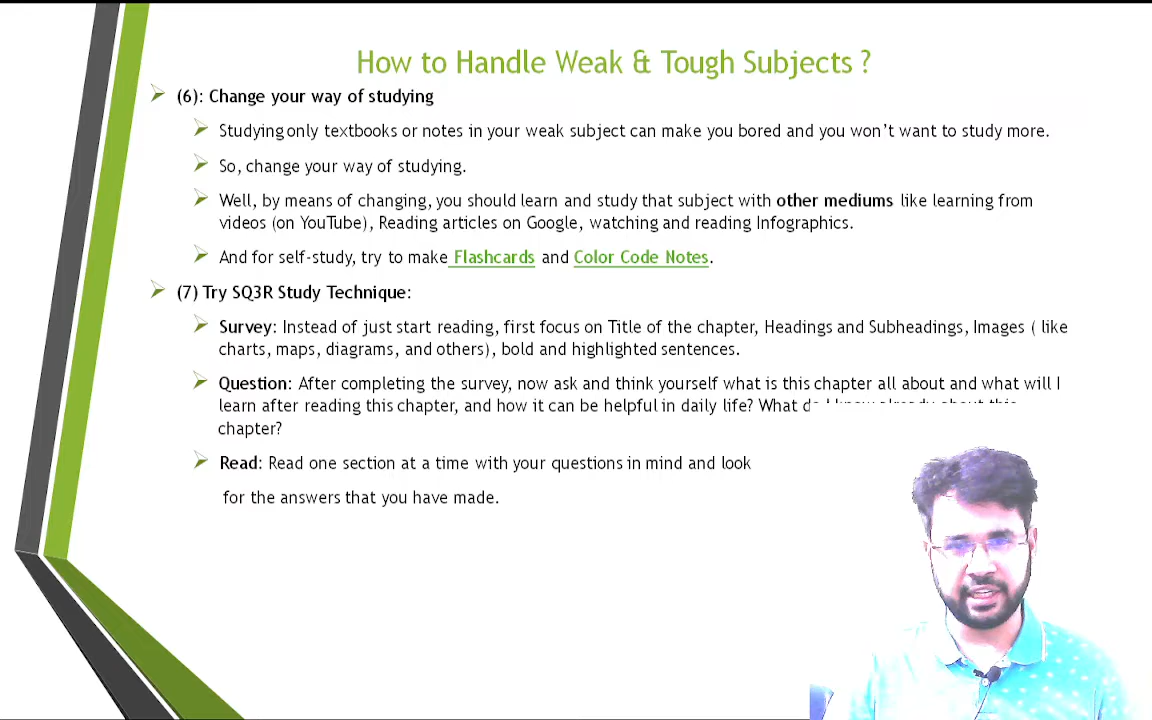 How to Handle Weak & Tough Subjects ?
(6): Change your way of studying
Studying only textbooks or notes in your weak subject can make you bored and you won't want to study more.
So, change your way of studying.
Well, by means of changing, you should learn and study that subject with other mediums like learning from
videos (on YouTube), Reading articles on Google, watching and reading Infographics.
And for self-study, try to make Flashcards and Color Code Notes.
(7) Try SQ3R Study Technique:
Survey: Instead of just start reading, first focus on Title of the chapter, Headings and Subheadings, Images ( like
charts, maps, diagrams, and others), bold and highlighted sentences.
Question: After completing the survey, now ask and think yourself what is this chapter all about and what will I
learn after reading this chapter, and how it can be helpful in daily life? What do I know already about this
chapter?
Read: Read one section at a time with your questions in mind and look
for the answers that you have made.